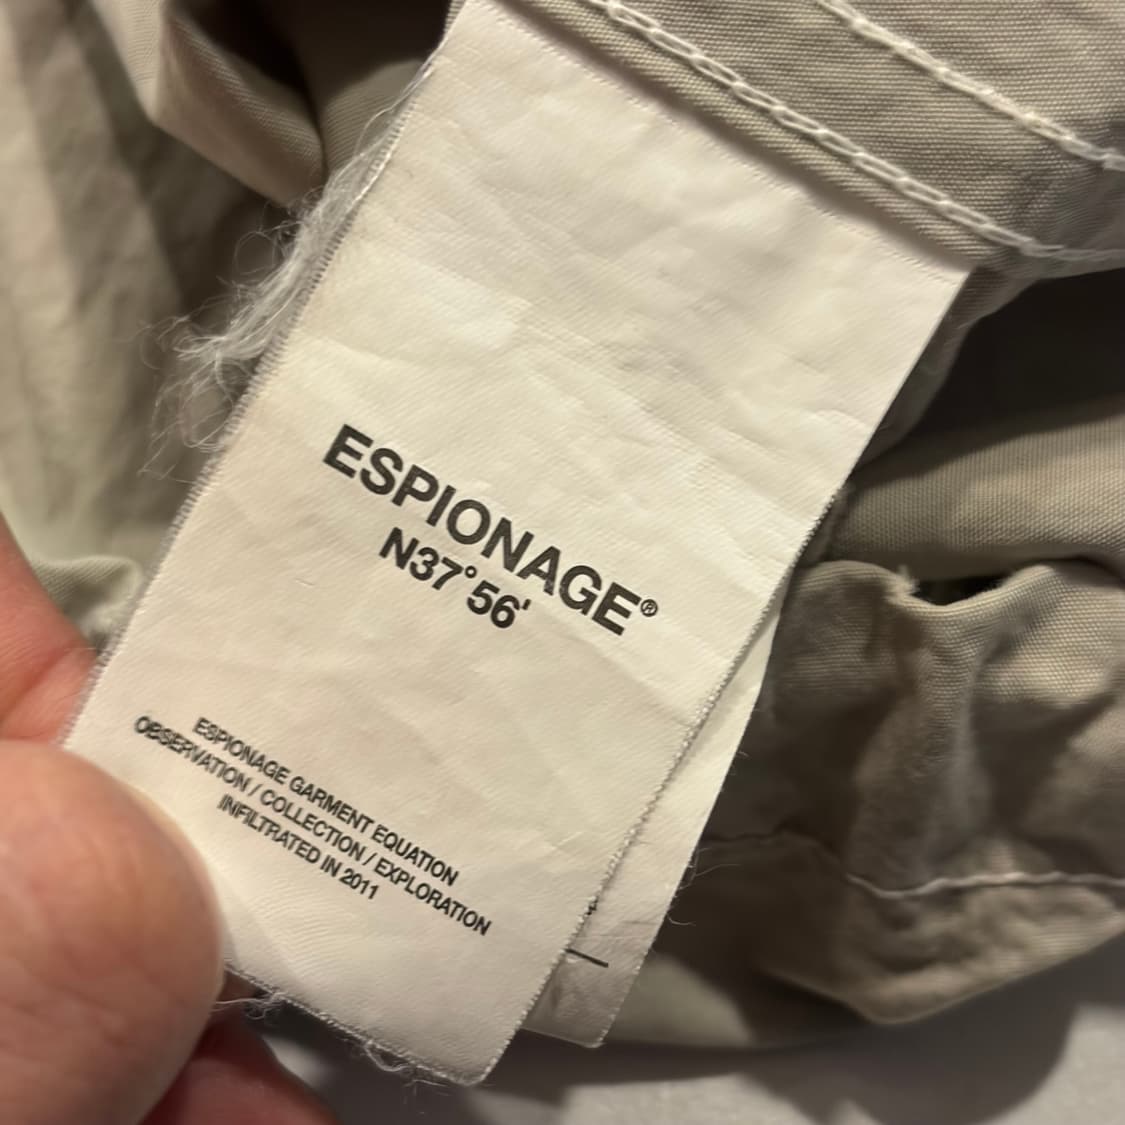 ESPIONAGE®
N37°56'
ESPIONAGE GARMENT EQUATION
OBSERVATION / COLLECTION / EXPLORATION
INFILTRATED IN 2011